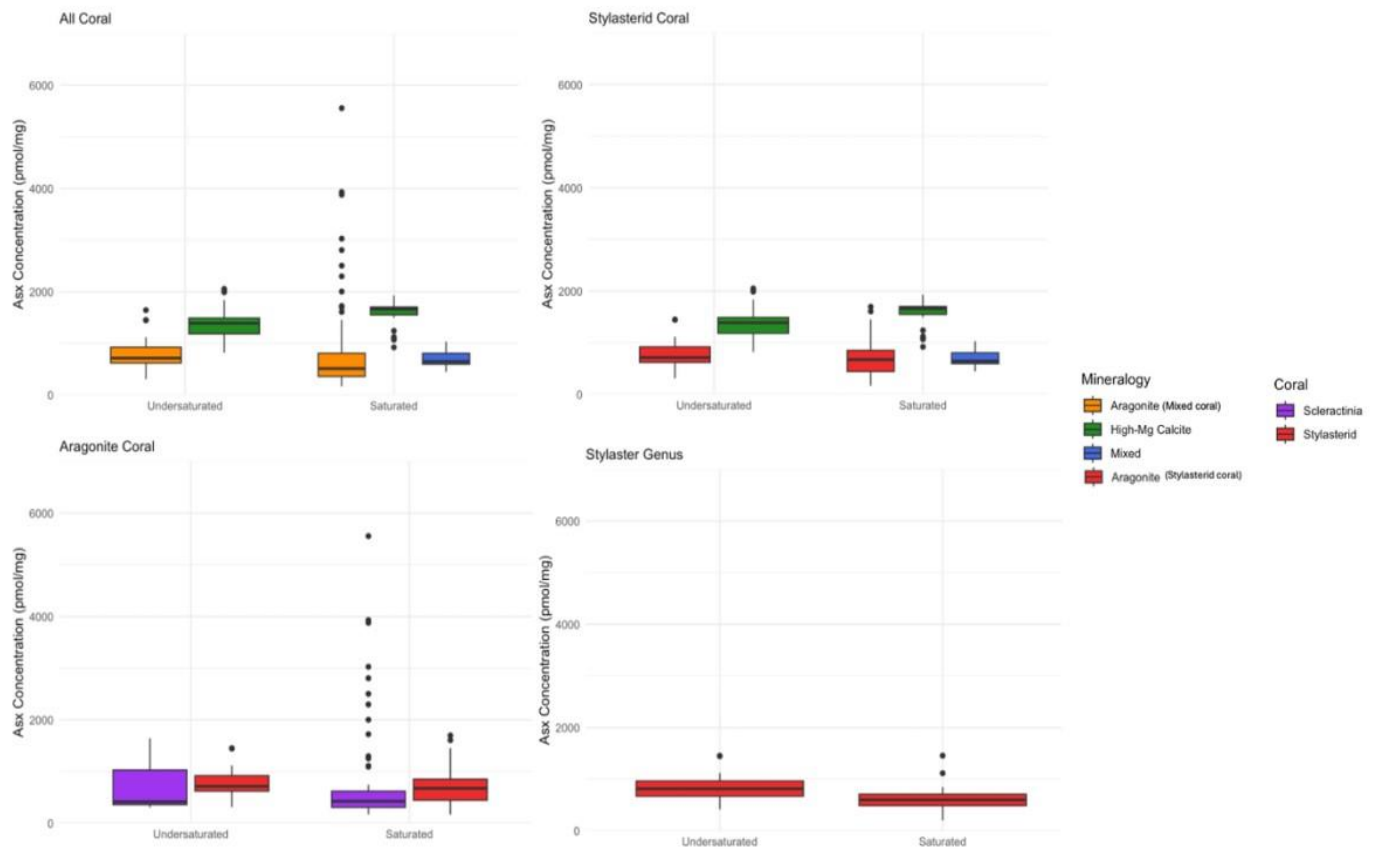 All Coral
Asx Concentration (pmol/mg)
6000
4000
2000
0
Undersaturated
Saturated
Stylasterid Coral
Asx Concentration (pmol/mg)
6000
4000
2000
0
Undersaturated
Saturated
Aragonite Coral
Asx Concentration (pmol/mg)
6000
4000
2000
0
Undersaturated
Saturated
Stylaster Genus
Asx Concentration (pmol/mg)
6000
4000
2000
0
Undersaturated
Saturated
Mineralogy
Aragonite (Mixed coral)
High-Mg Calcite
Mixed
Aragonite (Stylasterid coral)
Coral
Scleractinia
Stylasterid